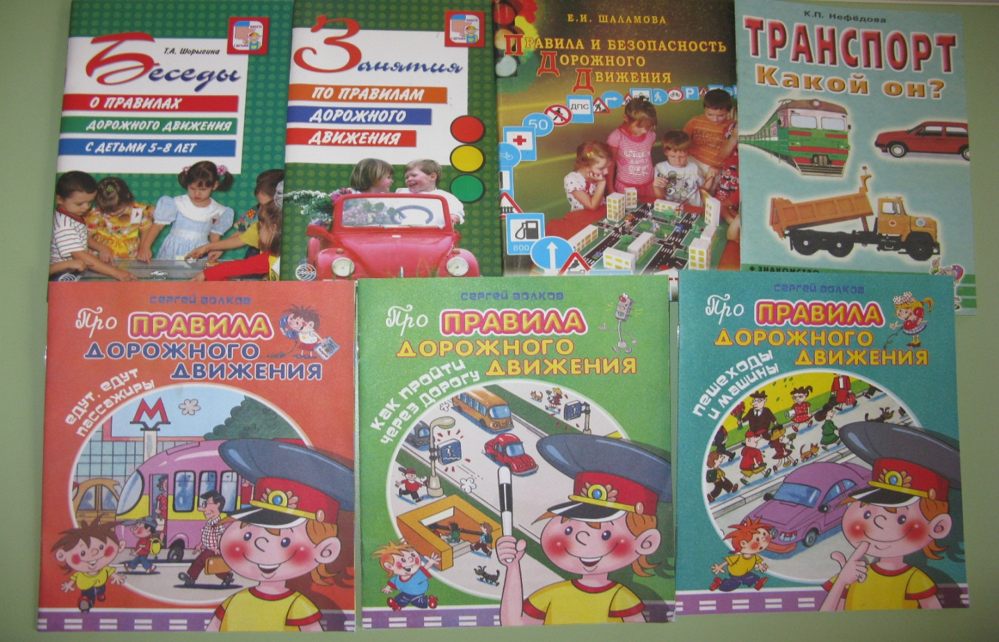 Т.А. Шорыгина
Беседы
О ПРАВИЛАХ
ДОРОЖНОГО ДВИЖЕНИЯ
С ДЕТЬМИ 5-8 ЛЕТ
Занятия
ПО ПРАВИЛАМ
ДОРОЖНОГО
ДВИЖЕНИЯ
Е.И. ШАЛАМОВА
ПРАВИЛА И БЕЗОПАСНОСТЬ
ДОРОЖНОГО
ДВИЖЕНИЯ
ДПС
50
P
800
К.П. Нефёдова
ТРАНСПОРТ
Какой он?
ЗНАКОМСТВО
СЕРГЕЙ ВОЛКОВ
Про ПРАВИЛА
ДОРОЖНОГО
ДВИЖЕНИЯ
ЕДУТ, ЕДУТ
ПАССАЖИРЫ
М
СЕРГЕЙ ВОЛКОВ
Про ПРАВИЛА
ДОРОЖНОГО
ДВИЖЕНИЯ
КАК ПРОЙТИ
ЧЕРЕЗ ДОРОГУ
СЕРГЕЙ ВОЛКОВ
Про ПРАВИЛА
ДОРОЖНОГО
ДВИЖЕНИЯ
ПЕШЕХОДЫ
И МАШИНЫ